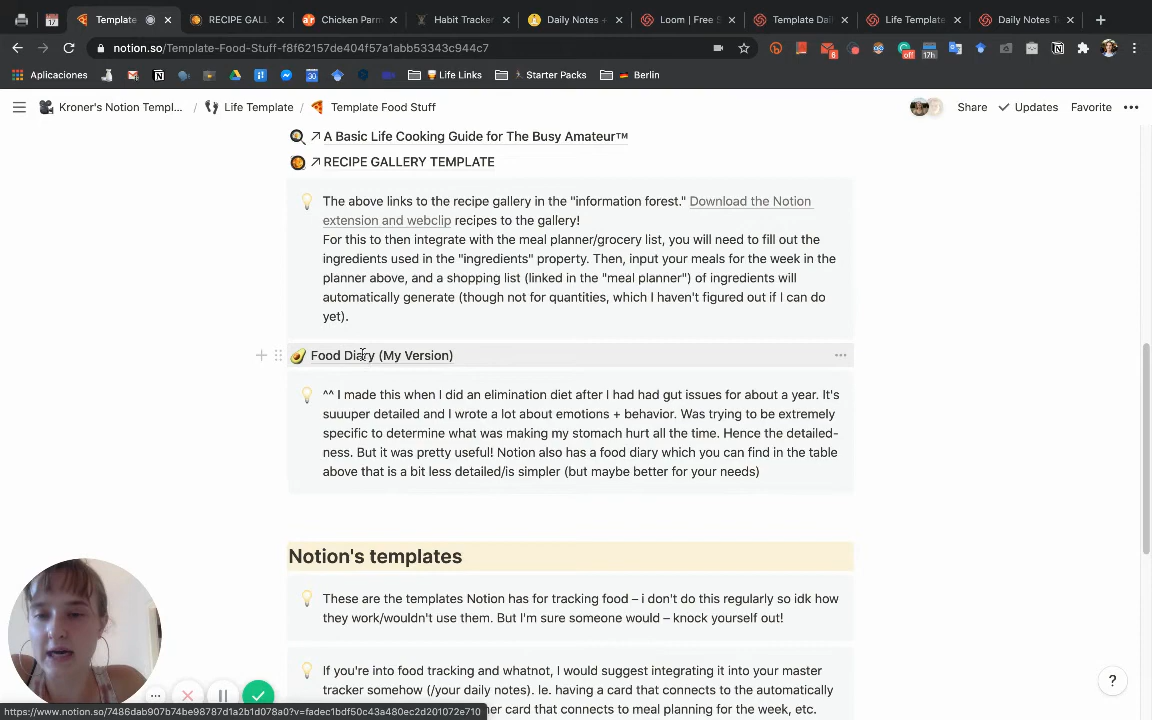 Template
RECIPE GALL
Chicken Parm
Habit Tracker
Daily Notes +
Loom | Free S
Template Dail
Life Template
Daily Notes T
notion.so/Template-Food-Stuff-f8f62157de404f57a1abb53343c944c7
Aplicaciones
Life Links
Starter Packs
Berlin
Kroner's Notion Templ... / Life Template / Template Food Stuff
Share
Updates
Favorite
A Basic Life Cooking Guide for The Busy Amateur™
RECIPE GALLERY TEMPLATE
The above links to the recipe gallery in the "information forest." Download the Notion
extension and webclip recipes to the gallery!
For this to then integrate with the meal planner/grocery list, you will need to fill out the
ingredients used in the "ingredients" property. Then, input your meals for the week in the
planner above, and a shopping list (linked in the "meal planner") of ingredients will
automatically generate (though not for quantities, which I haven't figured out if I can do
yet).
Food Diary (My Version)
^^ I made this when I did an elimination diet after I had had gut issues for about a year. It's
suuuper detailed and I wrote a lot about emotions + behavior. Was trying to be extremely
specific to determine what was making my stomach hurt all the time. Hence the detailed-
ness. But it was pretty useful! Notion also has a food diary which you can find in the table
above that is a bit less detailed/is simpler (but maybe better for your needs)
Notion's templates
These are the templates Notion has for tracking food – i don't do this regularly so idk how
they work/wouldn't use them. But I'm sure someone would – knock yourself out!
If you're into food tracking and whatnot, I would suggest integrating it into your master
tracker somehow (/your daily notes). Ie. having a card that connects to the automatically
er card that connects to meal planning for the week, etc.
?
https://www.notion.so/7486dab907b74be98787d1a2b1d078a0?v=fadec1bdf50c43a480ec2d201072e710